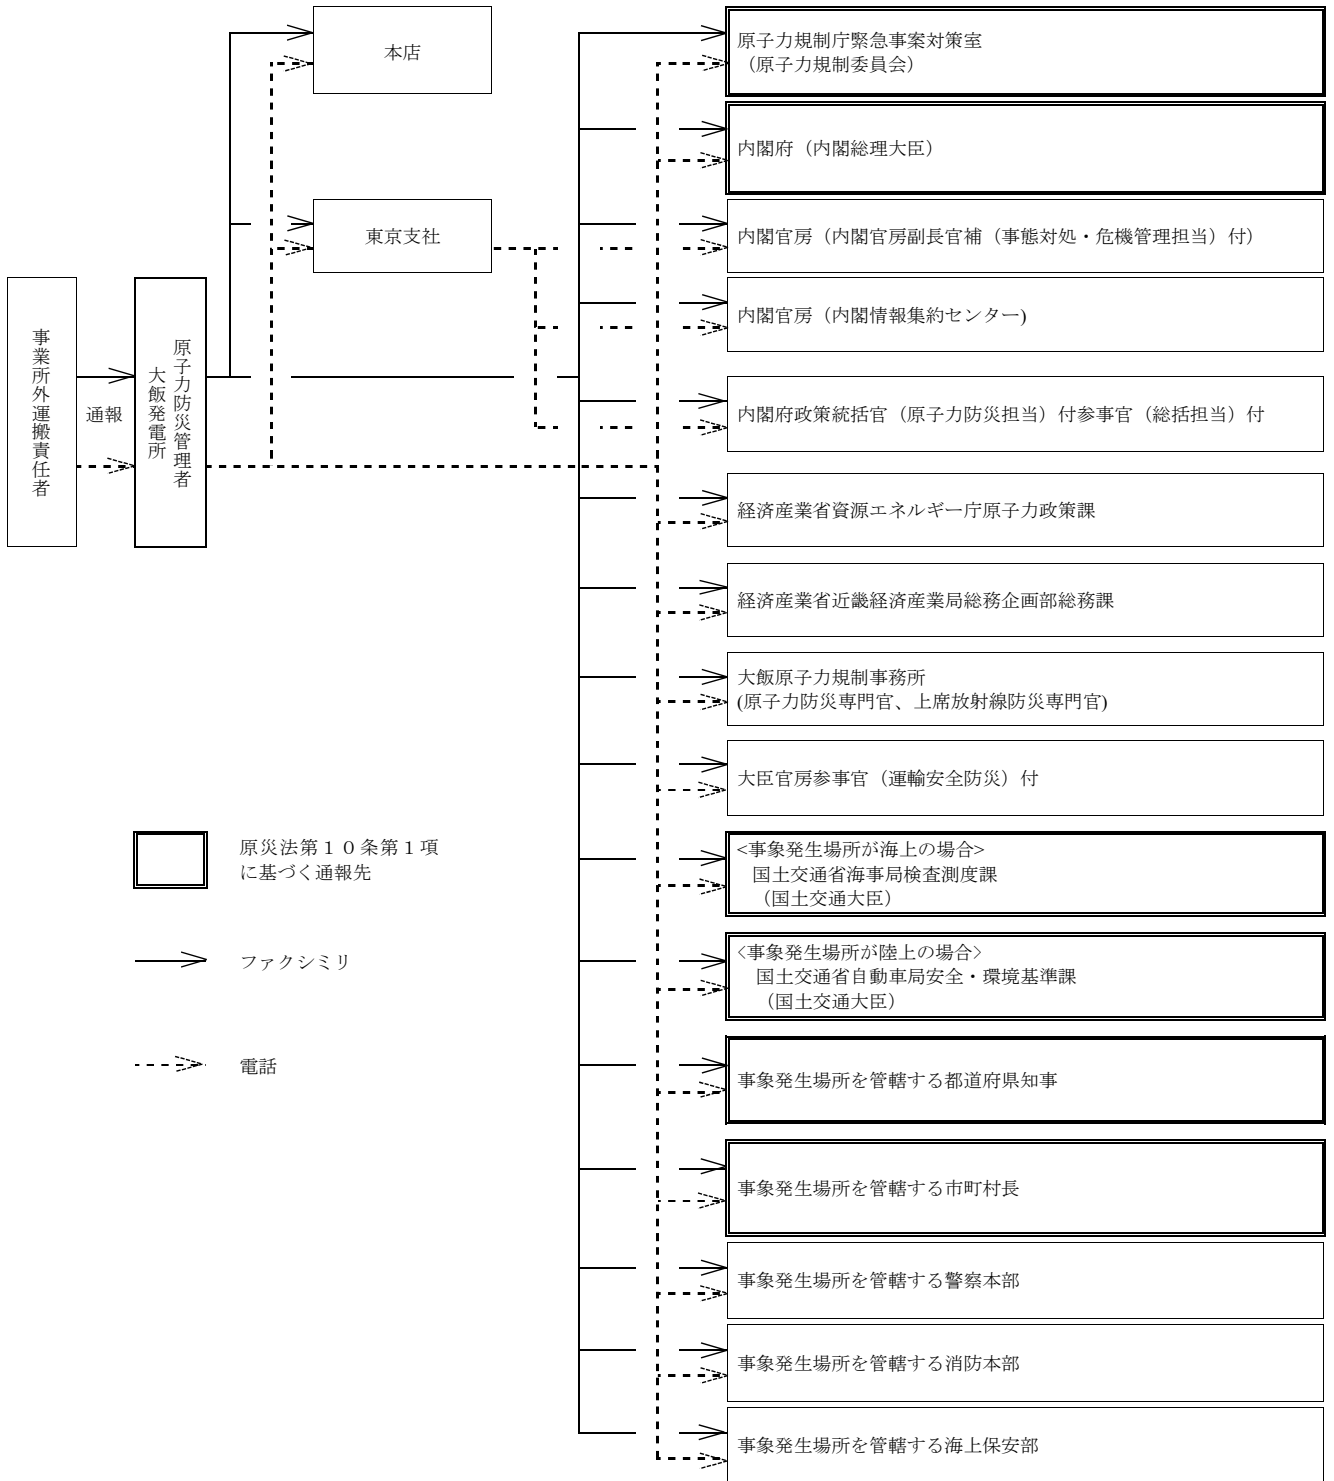 本店
東京支社
事業所外運搬責任者
通報
原子力防災管理者
大飯発電所
原子力規制庁緊急事案対策室
（原子力規制委員会）
内閣府（内閣総理大臣）
内閣官房（内閣官房副長官補（事態対処・危機管理担当）付）
内閣官房（内閣情報集約センター)
内閣府政策統括官（原子力防災担当）付参事官（総括担当）付
経済産業省資源エネルギー庁原子力政策課
経済産業省近畿経済産業局総務企画部総務課
大飯原子力規制事務所
(原子力防災専門官、上席放射線防災専門官)
大臣官房参事官（運輸安全防災）付
<事象発生場所が海上の場合>
国土交通省海事局検査測度課
（国土交通大臣）
<事象発生場所が陸上の場合>
国土交通省自動車局安全・環境基準課
（国土交通大臣）
事象発生場所を管轄する都道府県知事
事象発生場所を管轄する市町村長
事象発生場所を管轄する警察本部
事象発生場所を管轄する消防本部
事象発生場所を管轄する海上保安部
原災法第１０条第１項
に基づく通報先
ファクシミリ
電話